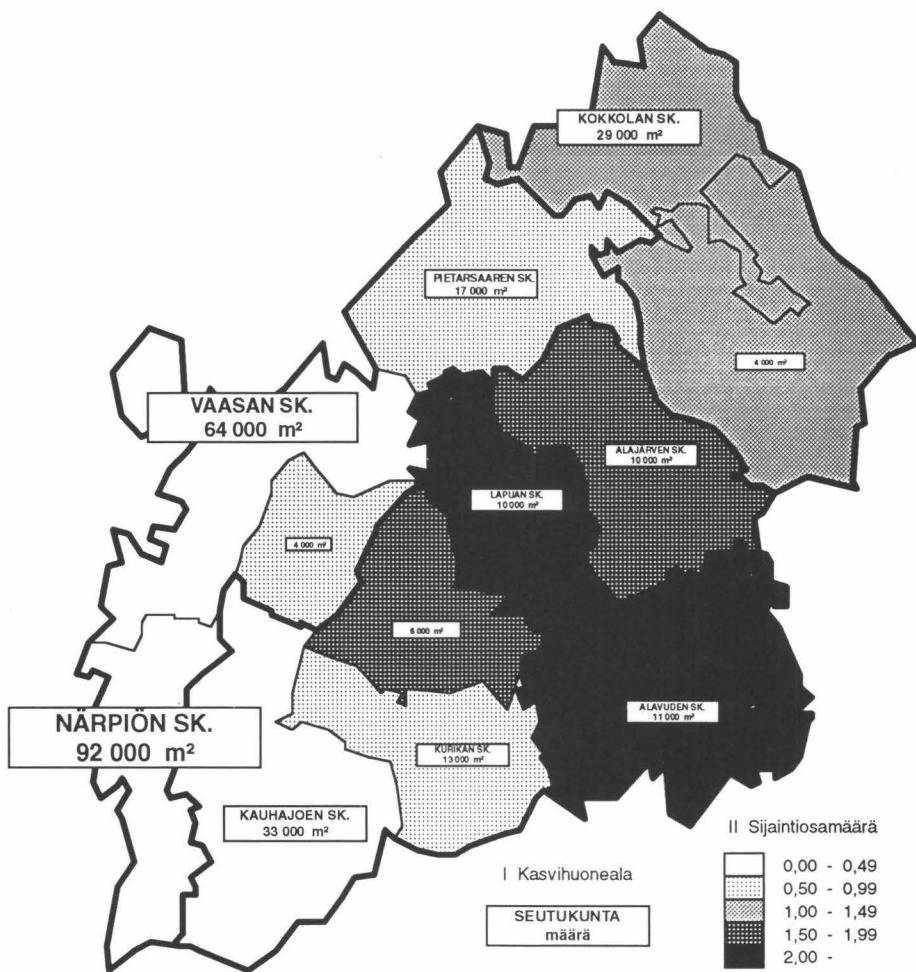 KOKKOLAN SK.
29 000 m²
PIETARSAAREN SK.
17 000 m²
4 000 m²
VAASAN SK.
64 000 m²
ALAJÄRVEN SK.
10 000 m²
LAPUAN SK.
10 000 m²
4 000 m²
6 000 m²
NÄRPIÖN SK.
92 000 m²
ALAVUDEN SK.
11 000 m²
KURIKAN SK.
13 000 m²
KAUHAJOEN SK.
33 000 m²
I Kasvihuoneala
SEUTUKUNTA
määrä
II Sijaintiosamäärä
0,00 - 0,49
0,50 - 0,99
1,00 - 1,49
1,50 - 1,99
2,00 -